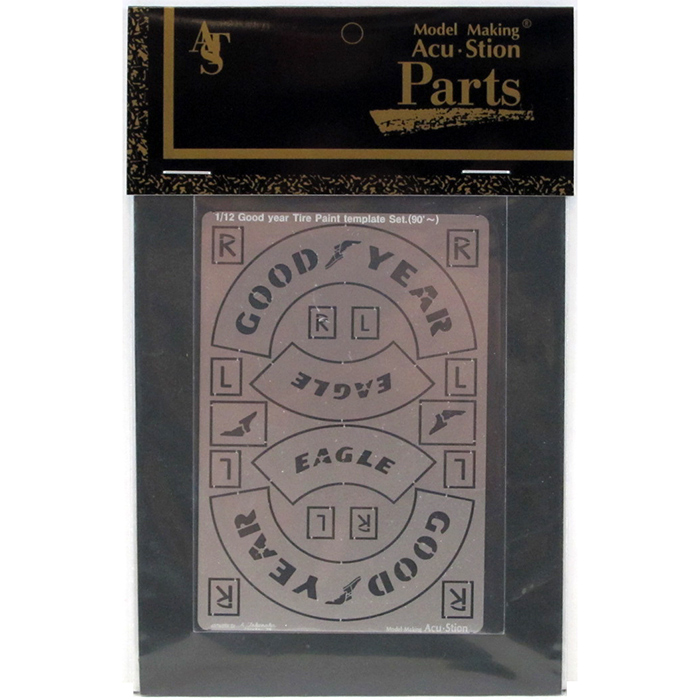 ATS
Model Making®
Acu·Stion
Parts
1/12 Good year Tire Paint template Set.(90'~)
R
R
GOOD YEAR
R
L
L
L
EAGLE
EAGLE
L
L
L
R
GOOD YEAR
R
R
Model Making Acu·Stion